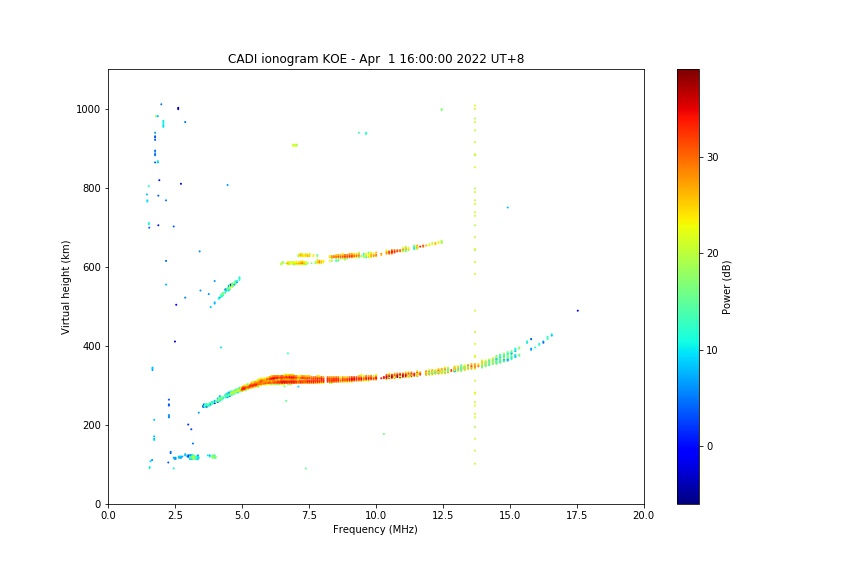 CADI ionogram KOE - Apr  1 16:00:00 2022 UT+8
1000
800
600
400
200
0
Virtual height (km)
0.0 2.5 5.0 7.5 10.0 12.5 15.0 17.5 20.0
Frequency (MHz)
30
20
10
0
Power (dB)